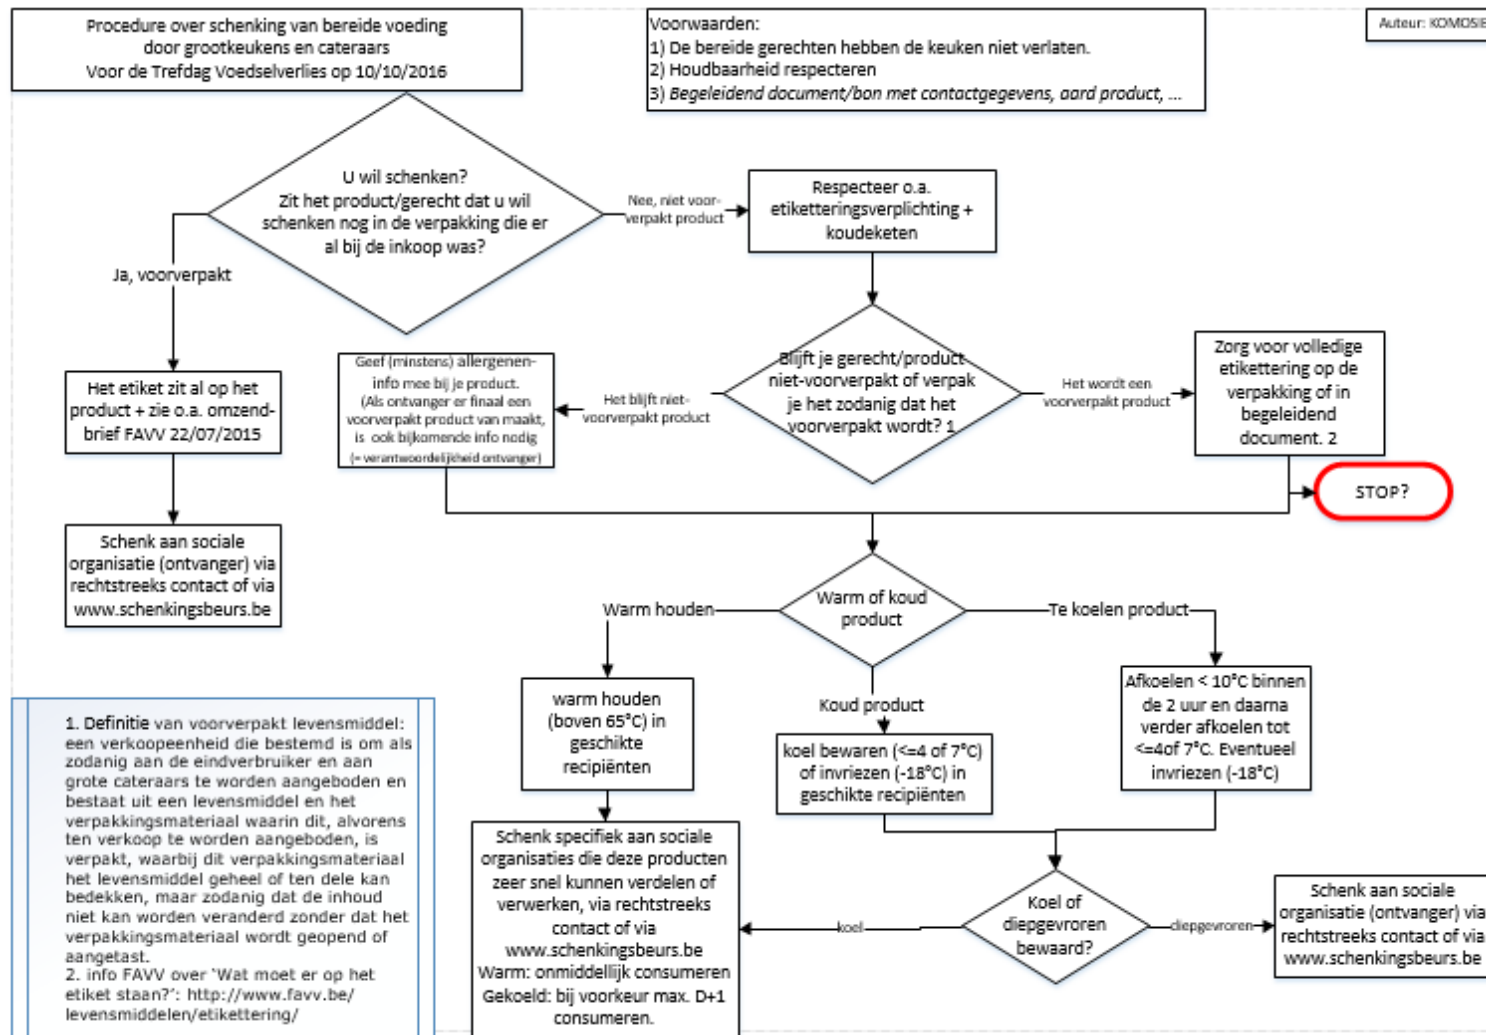 Procedure over schenking van bereide voeding
door grootkeukens en cateraars
Voor de Trefdag Voedselverlies op 10/10/2016
Voorwaarden:
1) De bereide gerechten hebben de keuken niet verlaten.
2) Houdbaarheid respecteren
3) Begeleidend document/bon met contactgegevens, aard product, ...
Auteur: KOMOSIE
U wil schenken?
Zit het product/gerecht dat u wil
schenken nog in de verpakking die er
al bij de inkoop was?
Nee, niet voor-
verpakt product
Respecteer o.a.
etiketteringsverplichting +
koudeketen
Ja, voorverpakt
Het etiket zit al op het
product + zie o.a. omzend-
brief FAVV 22/07/2015
Schenk aan sociale
organisatie (ontvanger) via
rechtstreeks contact of via
www.schenkingsbeurs.be
Blijft je gerecht/product
niet-voorverpakt of verpak
je het zodanig dat het
voorverpakt wordt? 1
Het blijft niet-
voorverpakt product
Geef (minstens) allergenen-
info mee bij je product.
(Als ontvanger er finaal een
voorverpakt product van maakt,
is ook bijkomende info nodig
(= verantwoordelijkheid ontvanger)
Het wordt een
voorverpakt product
Zorg voor volledige
etikettering op de
verpakking of in
begeleidend
document. 2
STOP?
Warm of koud
product
Warm houden
Te koelen product
Koud product
warm houden
(boven 65°C) in
geschikte
recipiënten
koel bewaren (<=4 of 7°C)
of invriezen (-18°C) in
geschikte recipiënten
Afkoelen < 10°C binnen
de 2 uur en daarna
verder afkoelen tot
<=4of 7°C. Eventueel
invriezen (-18°C)
Koel of
diepgevroren
bewaard?
koel
diepgevroren
Schenk specifiek aan sociale
organisaties die deze producten
zeer snel kunnen verdelen of
verwerken, via rechtstreeks
contact of via
www.schenkingsbeurs.be
Warm: onmiddellijk consumeren
Gekoeld: bij voorkeur max. D+1
consumeren.
Schenk aan sociale
organisatie (ontvanger) via
rechtstreeks contact of via
www.schenkingsbeurs.be
1. Definitie van voorverpakt levensmiddel:
een verkoopeenheid die bestemd is om als
zodanig aan de eindverbruiker en aan
grote cateraars te worden aangeboden en
bestaat uit een levensmiddel en het
verpakkingsmateriaal waarin dit, alvorens
ten verkoop te worden aangeboden, is
verpakt, waarbij dit verpakkingsmateriaal
het levensmiddel geheel of ten dele kan
bedekken, maar zodanig dat de inhoud
niet kan worden veranderd zonder dat het
verpakkingsmateriaal wordt geopend of
aangetast.
2. info FAVV over 'Wat moet er op het
etiket staan?': http://www.favv.be/
levensmiddelen/etikettering/